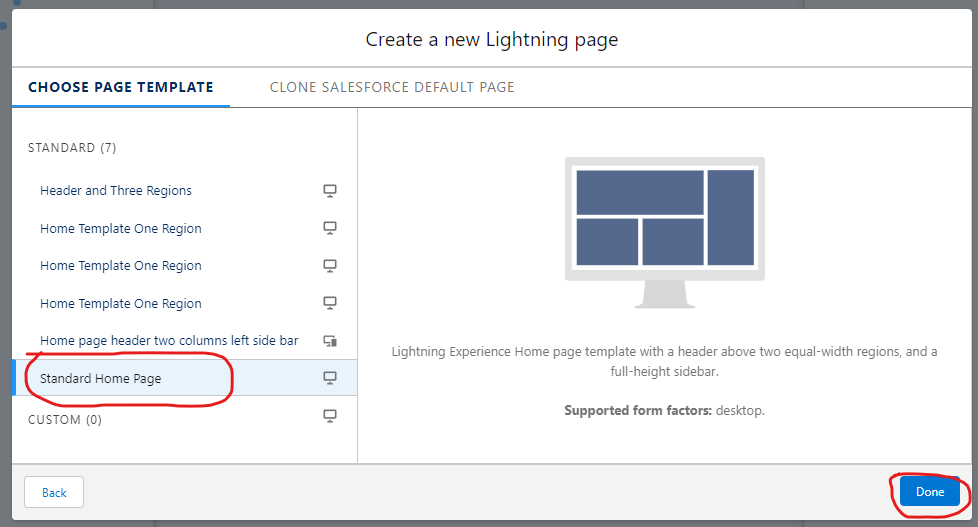 Create a new Lightning page
CHOOSE PAGE TEMPLATE
CLONE SALESFORCE DEFAULT PAGE
STANDARD (7)
Header and Three Regions
Home Template One Region
Home Template One Region
Home Template One Region
Home page header two columns left side bar
Standard Home Page
CUSTOM (0)
Lightning Experience Home page template with a header above two equal-width regions, and a
full-height sidebar.
Supported form factors: desktop.
Back
Done